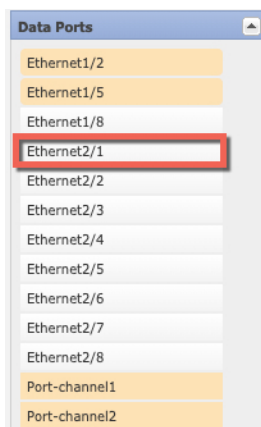 Data Ports
Ethernet1/2
Ethernet1/5
Ethernet1/8
Ethernet2/1
Ethernet2/2
Ethernet2/3
Ethernet2/4
Ethernet2/5
Ethernet2/6
Ethernet2/7
Ethernet2/8
Port-channel1
Port-channel2